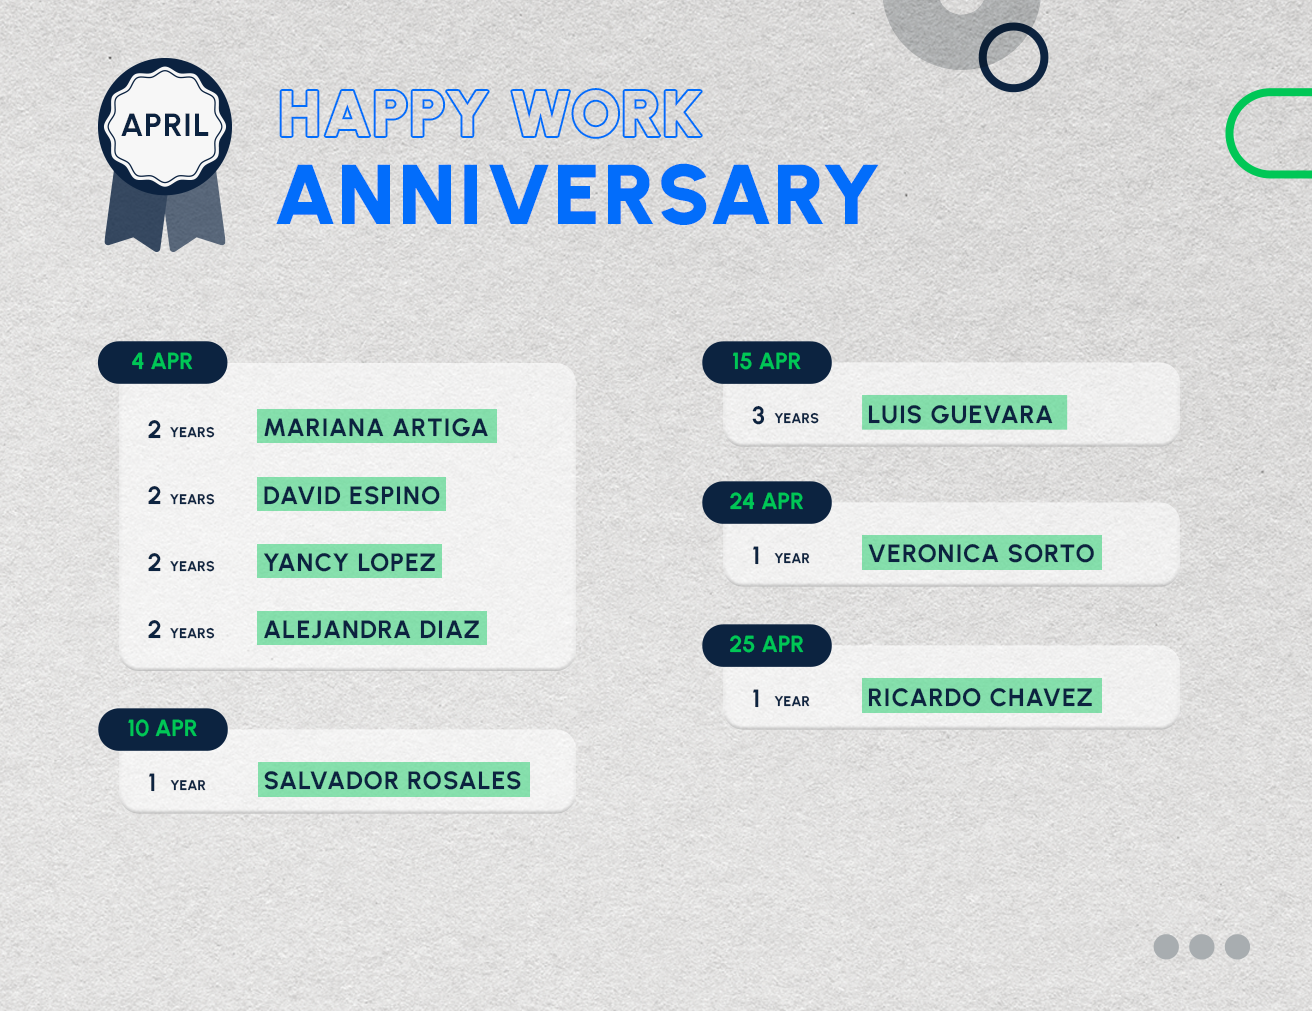 APRIL
HAPPY WORK
ANNIVERSARY
4 APR
2 YEARS MARIANA ARTIGA
2 YEARS DAVID ESPINO
2 YEARS YANCY LOPEZ
2 YEARS ALEJANDRA DIAZ
10 APR
1 YEAR SALVADOR ROSALES
15 APR
3 YEARS LUIS GUEVARA
24 APR
1 YEAR VERONICA SORTO
25 APR
1 YEAR RICARDO CHAVEZ